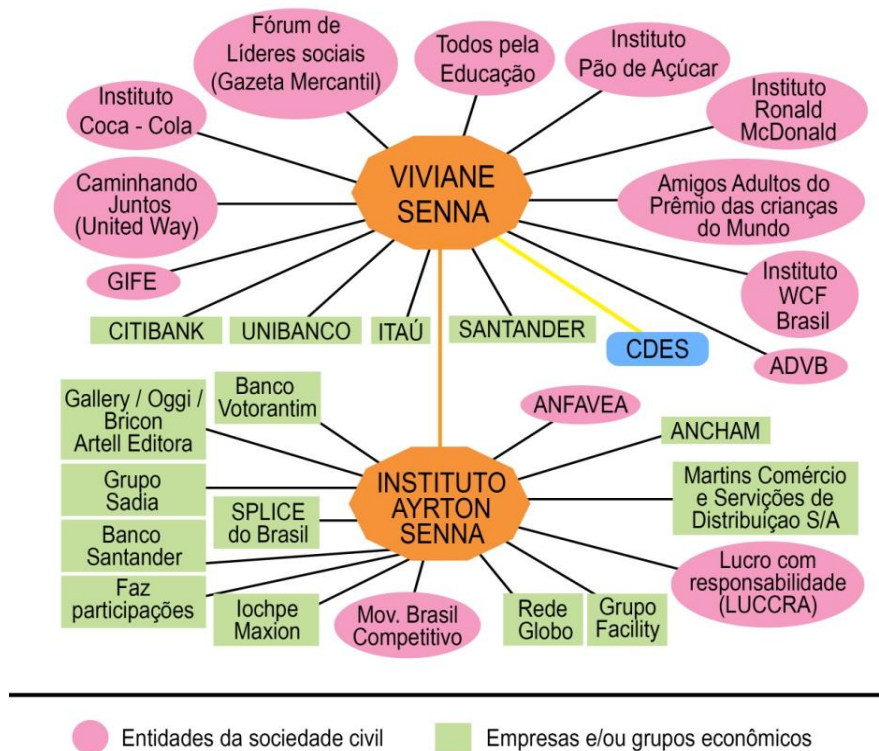 Fórum de
Líderes sociais
(Gazeta Mercantil)
Todos pela
Educação
Instituto
Pão de Açúcar
Instituto
Coca - Cola
Instituto
Ronald
McDonald
VIVIANE
SENNA
Caminhando
Juntos
(United Way)
Amigos Adultos do
Prêmio das crianças
do Mundo
GIFE
Instituto
WCF
Brasil
CITIBANK
UNIBANCO
ITAÚ
SANTANDER
CDES
ADVB
Gallery / Oggi /
Bricon
Artell Editora
Banco
Votorantim
ANFAVEA
ANCHAM
Grupo
Sadia
SPLICE
do Brasil
INSTITUTO
AYRTON
SENNA
Martins Comércio
e Servições de
Distribuiçao S/A
Banco
Santander
Faz
participações
Iochpe
Maxion
Mov. Brasil
Competitivo
Rede
Globo
Grupo
Facility
Lucro com
responsabilidade
(LUCCRA)
Entidades da sociedade civil
Empresas e/ou grupos econômicos